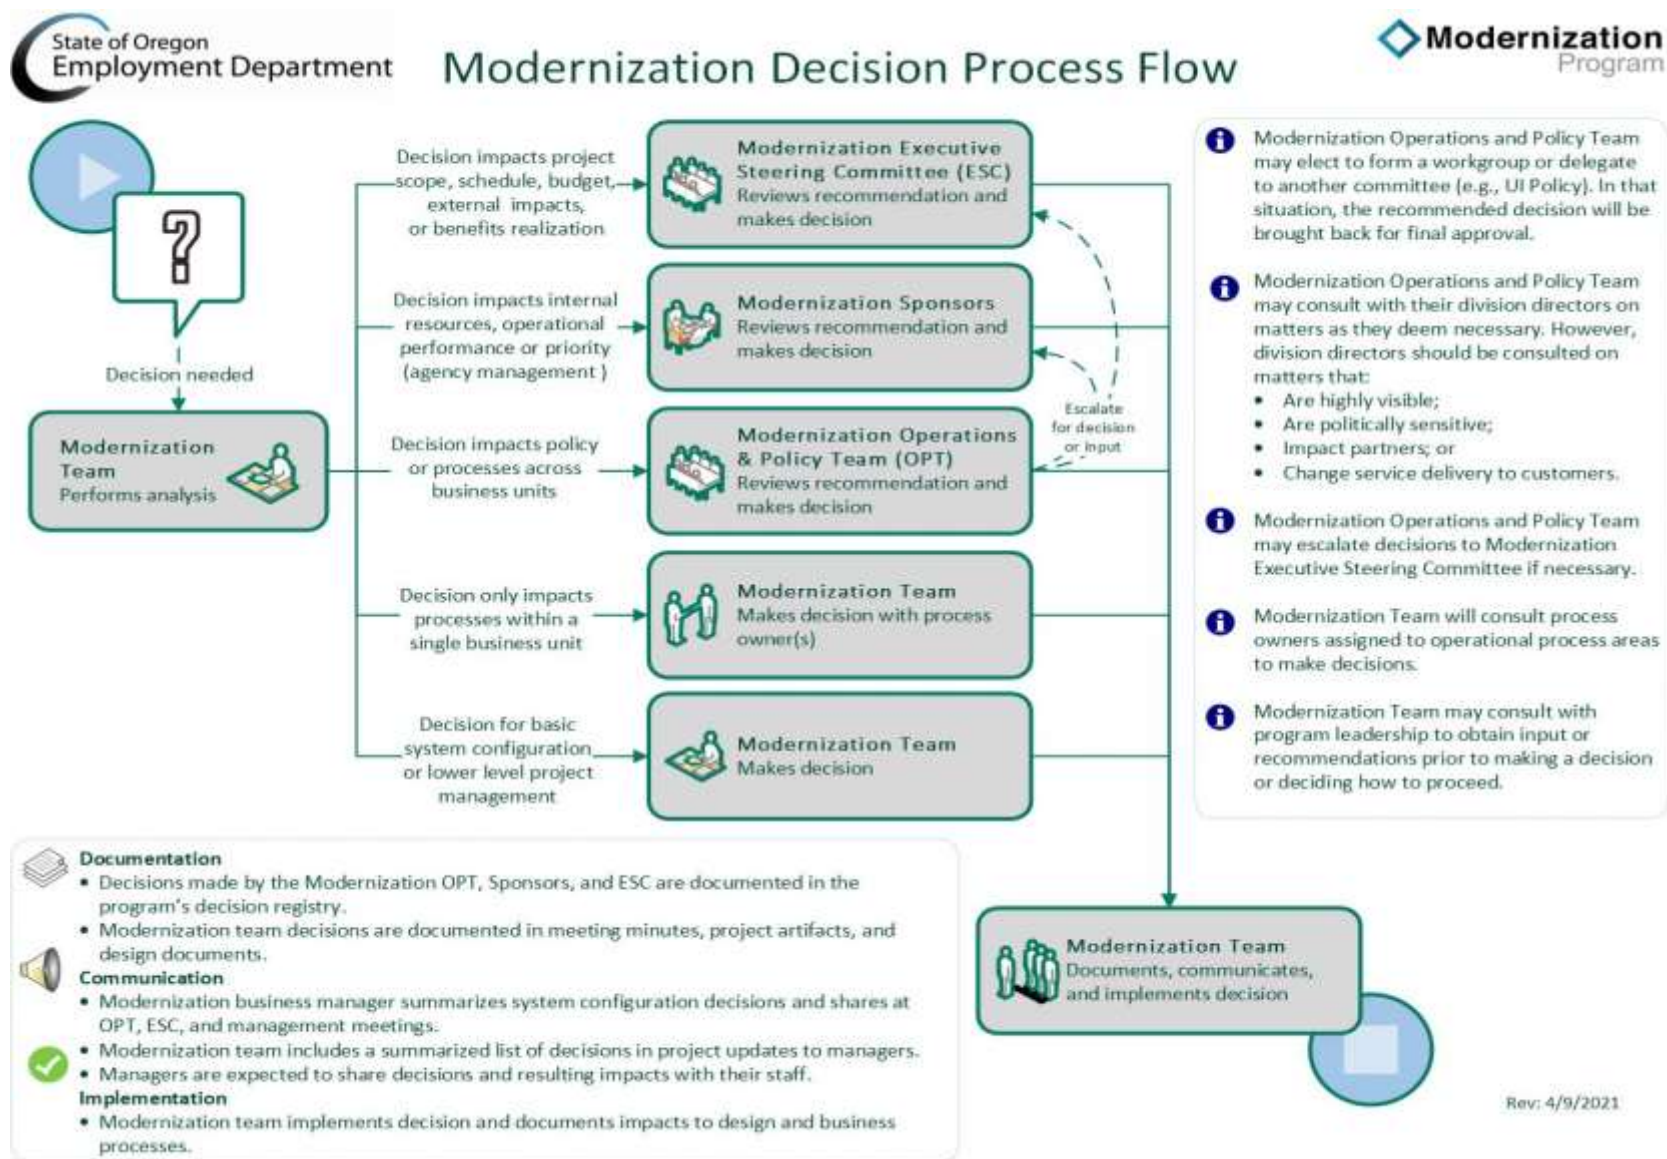 State of Oregon
Employment Department
Modernization Decision Process Flow
Modernization
Program
Decision needed
Modernization
Team
Performs analysis
Decision impacts project
scope, schedule, budget,
external impacts,
or benefits realization
Modernization Executive
Steering Committee (ESC)
Reviews recommendation and
makes decision
Decision impacts internal
resources, operational
performance or priority
(agency management )
Modernization Sponsors
Reviews recommendation and
makes decision
Decision impacts policy
or processes across
business units
Modernization Operations
& Policy Team (OPT)
Reviews recommendation and
makes decision
Escalate
for decision
or input
Decision only impacts
processes within a
single business unit
Modernization Team
Makes decision with process
owner(s)
Decision for basic
system configuration
or lower level project
management
Modernization Team
Makes decision
Modernization Operations and Policy Team
may elect to form a workgroup or delegate
to another committee (e.g., UI Policy). In that
situation, the recommended decision will be
brought back for final approval.
Modernization Operations and Policy Team
may consult with their division directors on
matters as they deem necessary. However,
division directors should be consulted on
matters that:
• Are highly visible;
• Are politically sensitive;
• Impact partners; or
• Change service delivery to customers.
Modernization Operations and Policy Team
may escalate decisions to Modernization
Executive Steering Committee if necessary.
Modernization Team will consult process
owners assigned to operational process areas
to make decisions.
Modernization Team may consult with
program leadership to obtain input or
recommendations prior to making a decision
or deciding how to proceed.
Documentation
• Decisions made by the Modernization OPT, Sponsors, and ESC are documented in the
program's decision registry.
• Modernization team decisions are documented in meeting minutes, project artifacts, and
design documents.
Communication
• Modernization business manager summarizes system configuration decisions and shares at
OPT, ESC, and management meetings.
• Modernization team includes a summarized list of decisions in project updates to managers.
• Managers are expected to share decisions and resulting impacts with their staff.
Implementation
• Modernization team implements decision and documents impacts to design and business
processes.
Modernization Team
Documents, communicates,
and implements decision
Rev: 4/9/2021